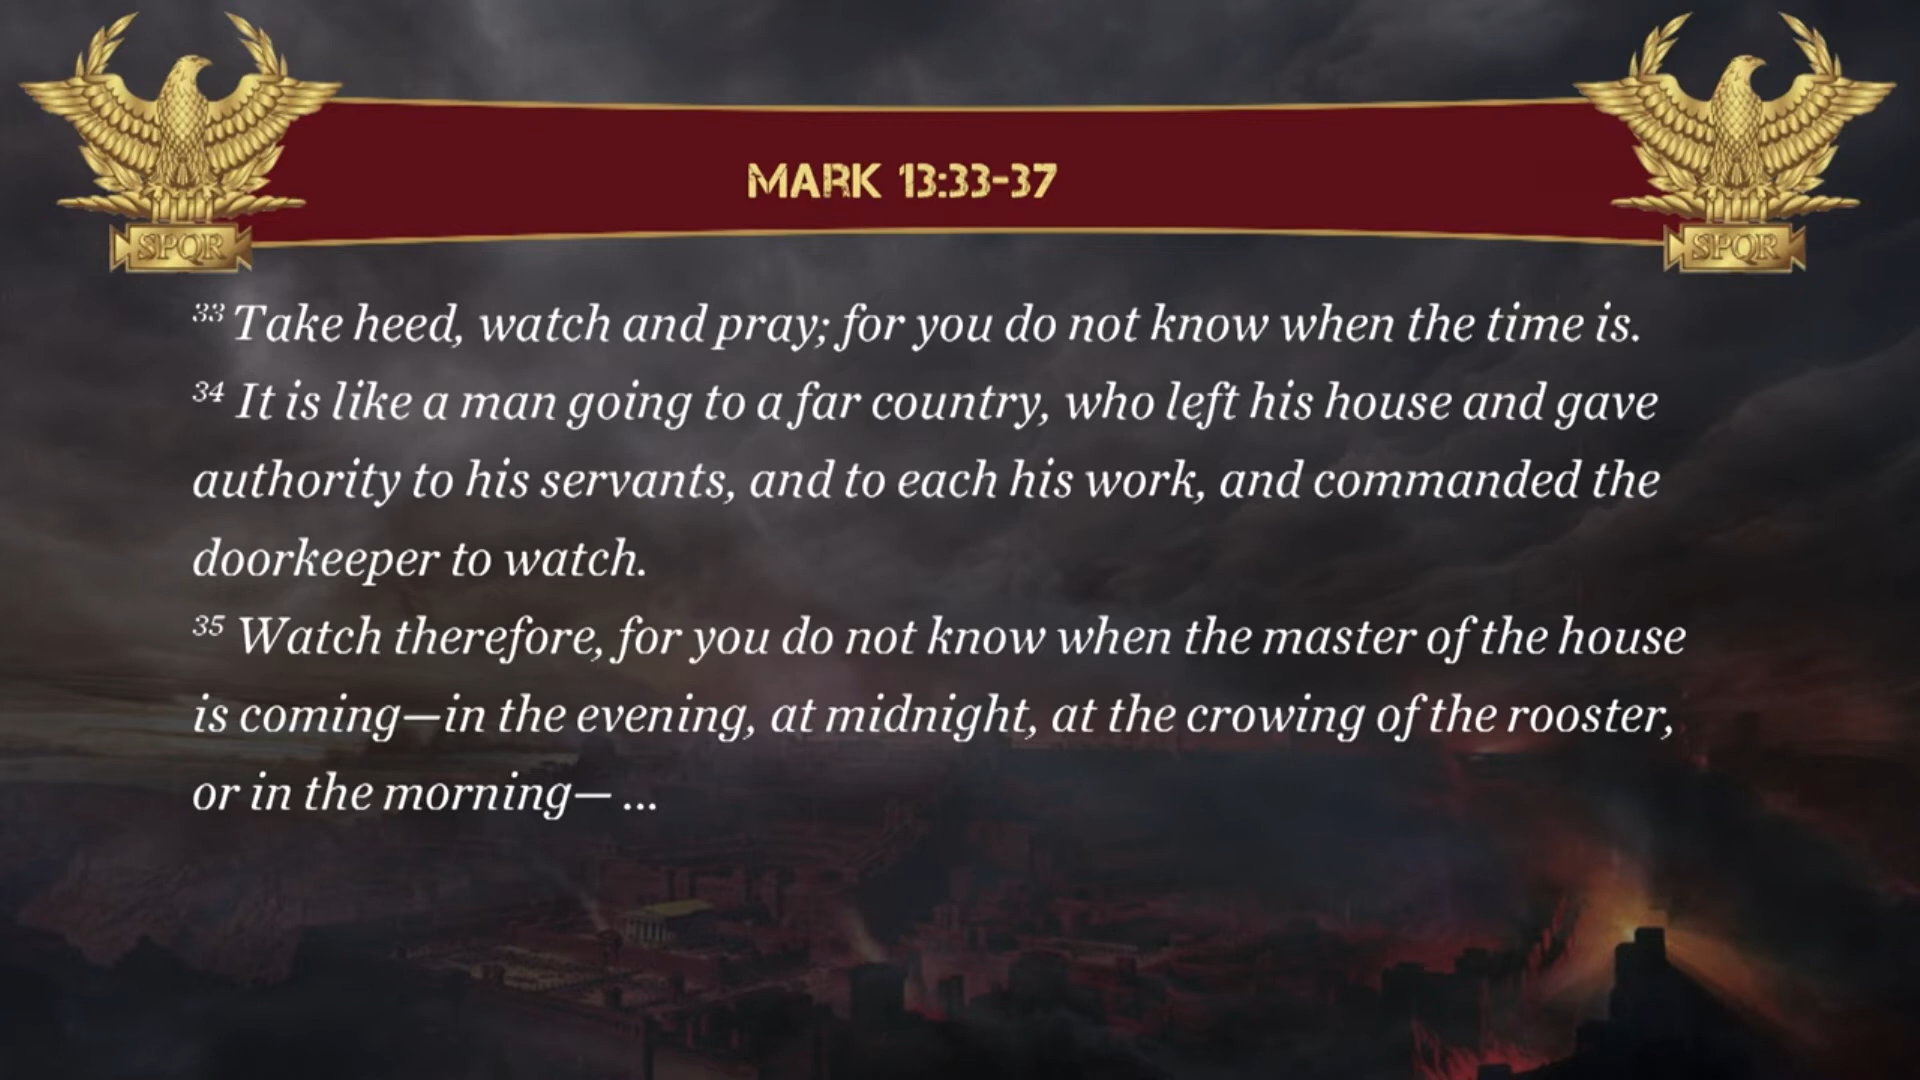 MARK 13:33-37
SPQR
SPQR
33 Take heed, watch and pray; for you do not know when the time is.
34 It is like a man going to a far country, who left his house and gave
authority to his servants, and to each his work, and commanded the
doorkeeper to watch.
35 Watch therefore, for you do not know when the master of the house
is coming—in the evening, at midnight, at the crowing of the rooster,
or in the morning— ...